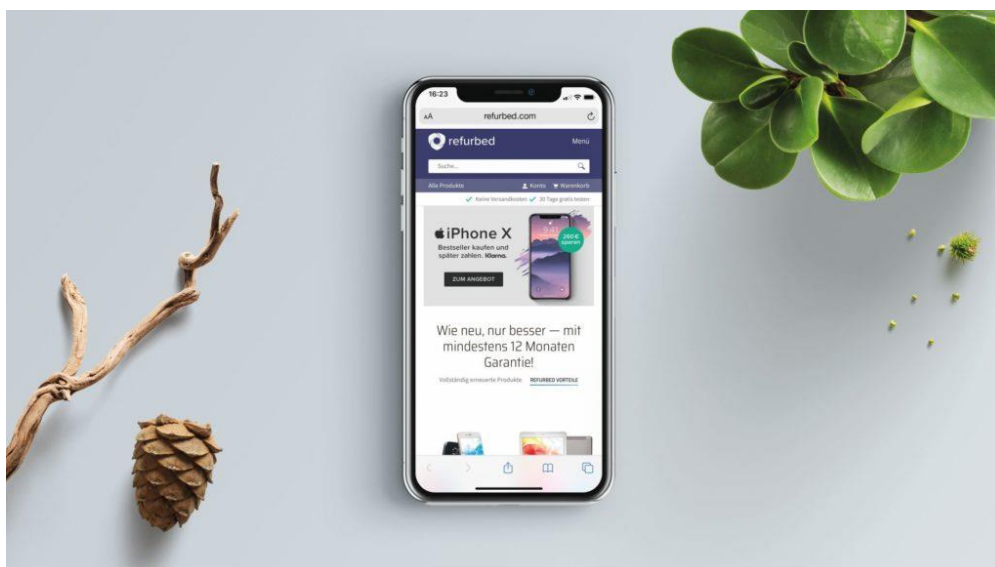 16:23
AA
refurbed.com
refurbed
Menü
Suche...
Alle Produkte
Konto
Warenkorb
Keine Versandkosten
30 Tage gratis testen
iPhone X
Bestseller kaufen und
später zahlen. Klarna.
ZUM ANGEBOT
9:41
260 €
sparen
Wie neu, nur besser — mit
mindestens 12 Monaten
Garantie!
Vollständig erneuerte Produkte
REFURBED VORTEILE